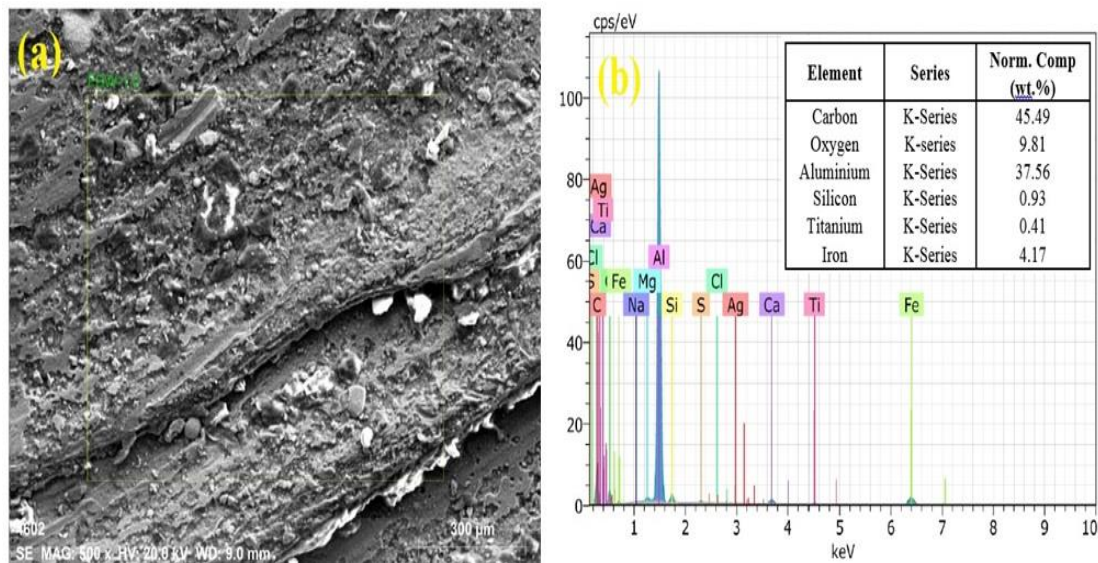 (a)
602
300 µm
SE MAG: 500 x HV: 20.0 kV WD: 9.0 mm
cps/eV
(b)
Element Series Norm. Comp (wt.%)
Carbon K-Series 45.49
Oxygen K-series 9.81
Aluminium K-Series 37.56
Silicon K-Series 0.93
Titanium K-Series 0.41
Iron K-Series 4.17
100
80
60
40
20
0
Ag
Ti
Ca
Cl Al
S Fe Mg Cl
C Na Si S Ag Ca Ti Fe
1 2 3 4 5 6 7 8 9 10
keV